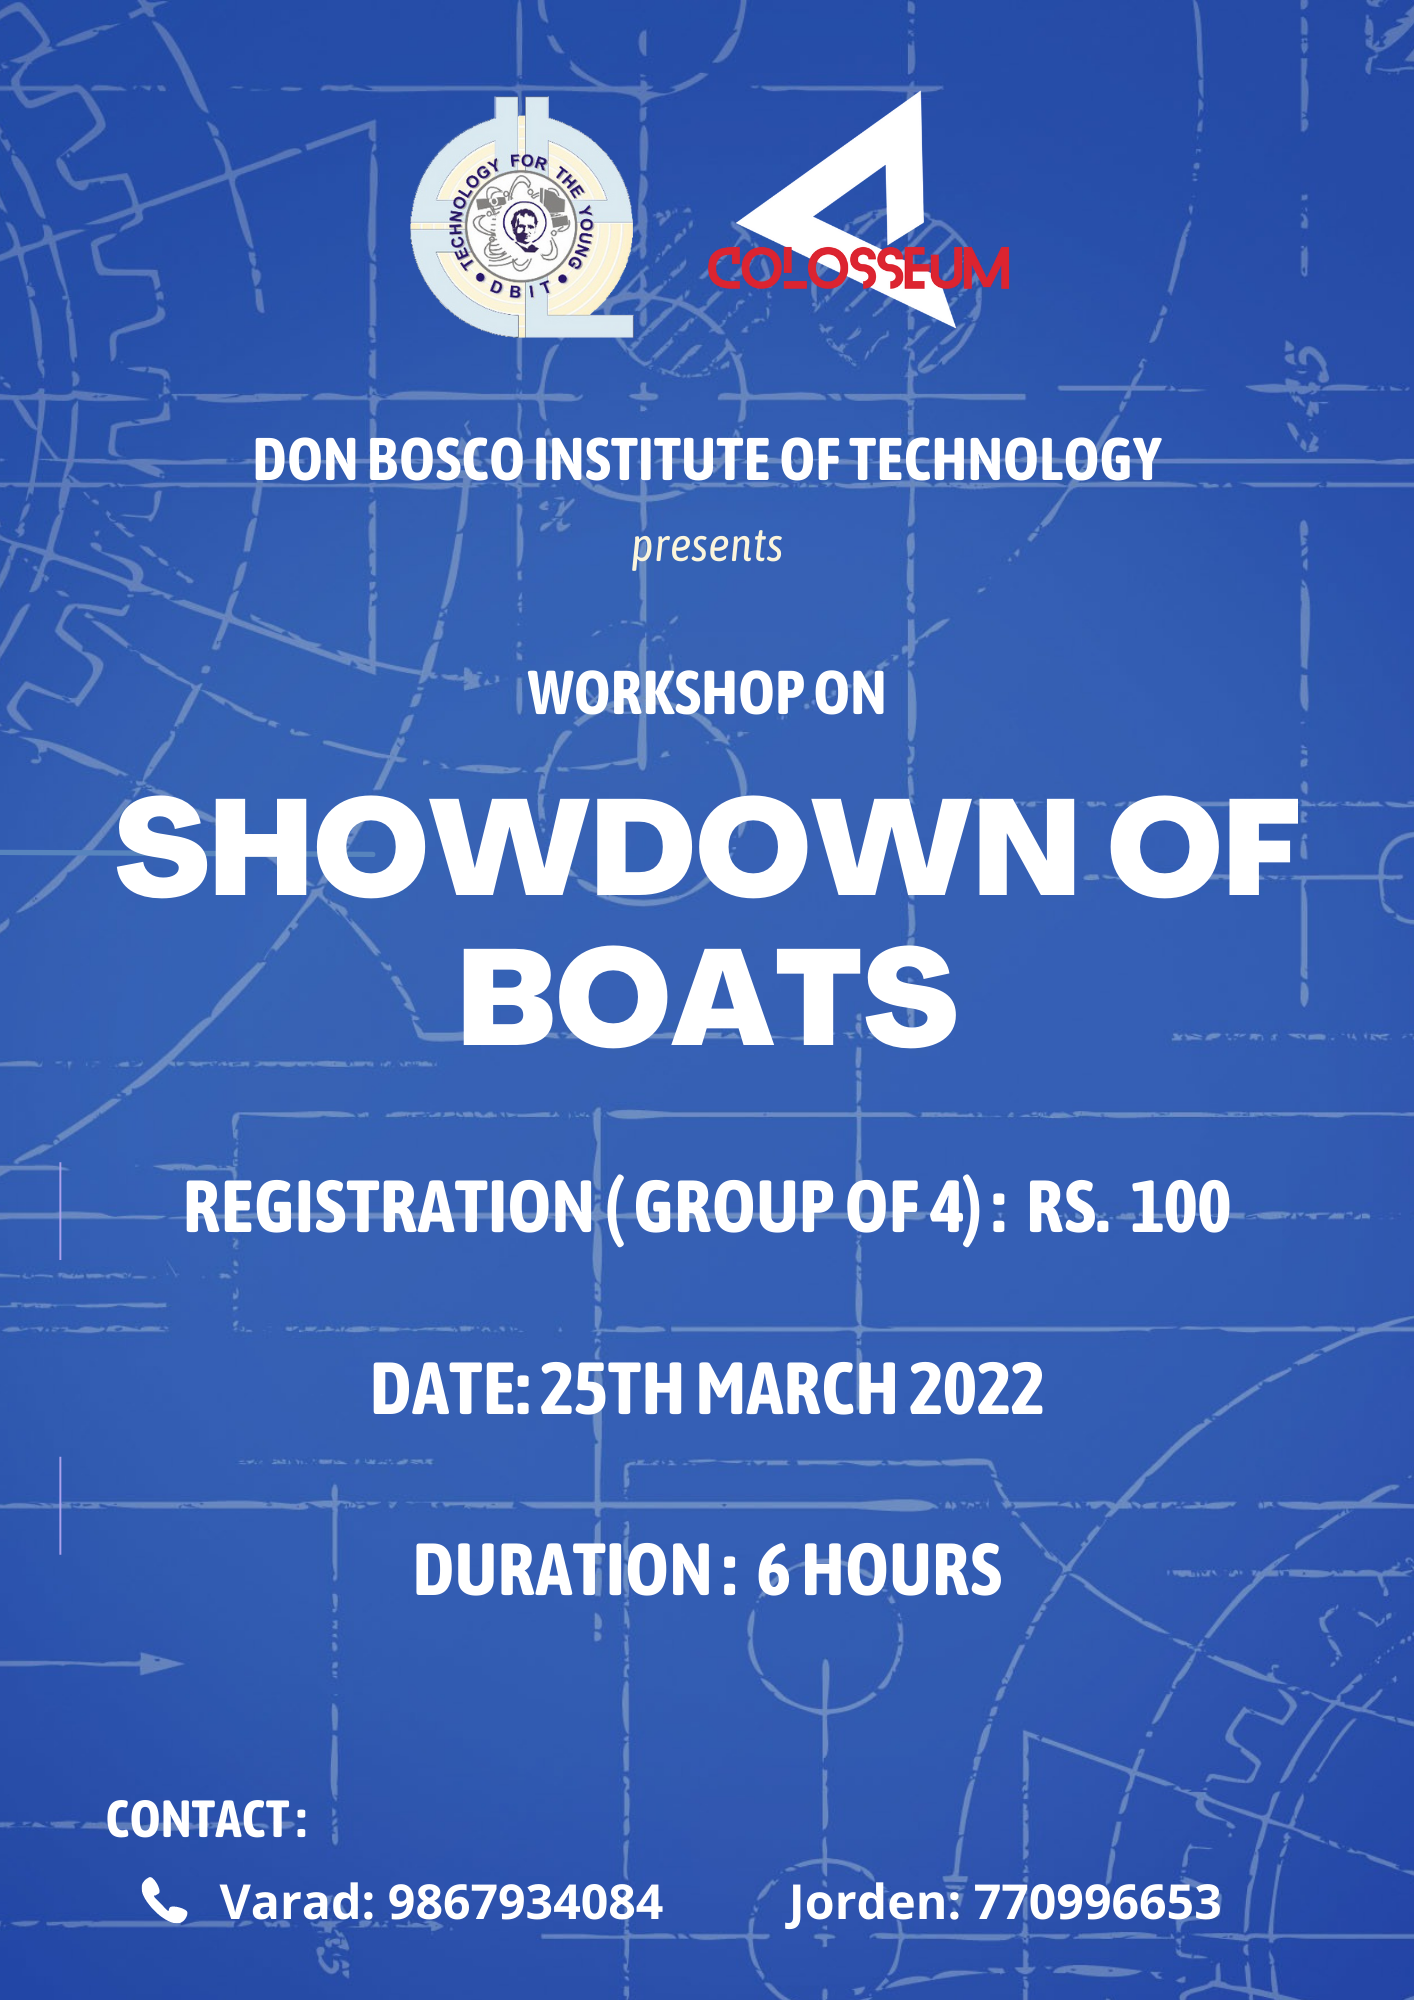 TECHNOLOGY FOR THE YOUNG
DBIT
COLOSSEUM
DON BOSCO INSTITUTE OF TECHNOLOGY
presents
WORKSHOP ON
SHOWDOWN OF
BOATS
REGISTRATION ( GROUP OF 4) : RS. 100
DATE: 25TH MARCH 2022
DURATION : 6 HOURS
CONTACT :
Varad: 9867934084
Jorden: 770996653